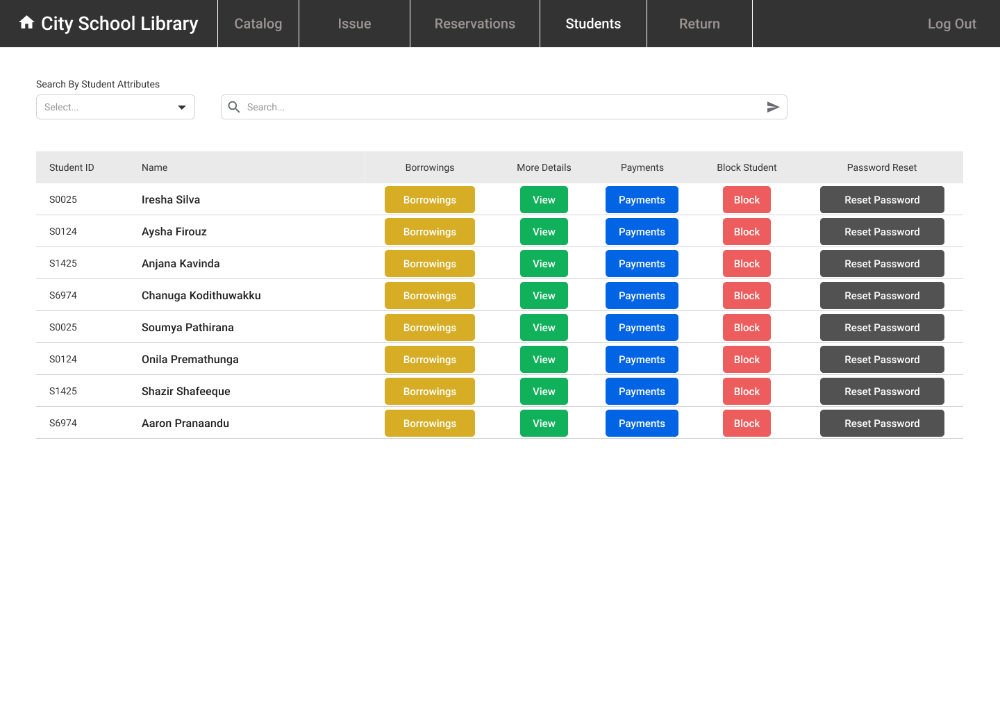 City School Library Catalog Issue Reservations Students Return Log Out
Search By Student Attributes
Select... Search...
Student ID Name Borrowings More Details Payments Block Student Password Reset
S0025 Iresha Silva Borrowings View Payments Block Reset Password
S0124 Aysha Firouz Borrowings View Payments Block Reset Password
S1425 Anjana Kavinda Borrowings View Payments Block Reset Password
S6974 Chanuga Kodithuwakku Borrowings View Payments Block Reset Password
S0025 Soumya Pathirana Borrowings View Payments Block Reset Password
S0124 Onila Premathunga Borrowings View Payments Block Reset Password
S1425 Shazir Shafeeque Borrowings View Payments Block Reset Password
S6974 Aaron Pranaandu Borrowings View Payments Block Reset Password